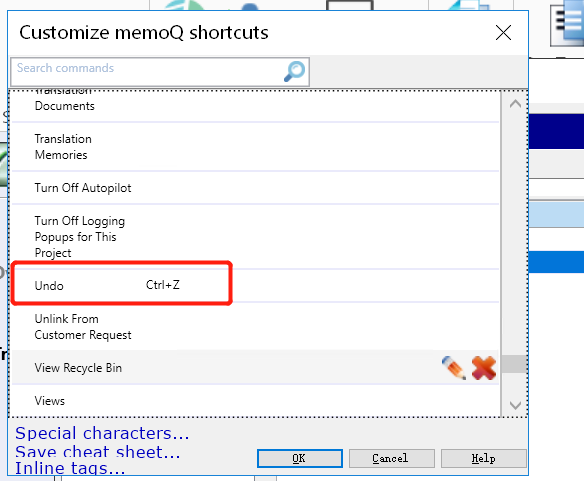 Customize memoQ shortcuts
Search commands
Translation
Documents
Translation
Memories
Turn Off Autopilot
Turn Off Logging
Popups for This
Project
Undo Ctrl+Z
Unlink From
Customer Request
View Recycle Bin
Views
Special characters...
Save cheat sheet...
Inline tags...
OK Cancel Help